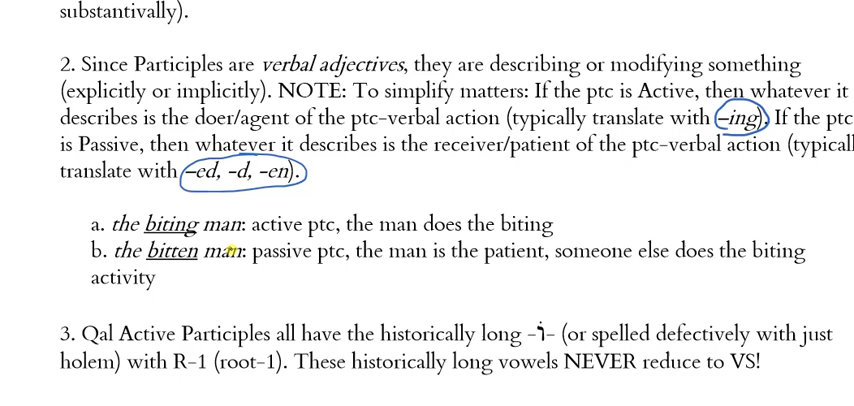 substantivally).
2. Since Participles are verbal adjectives, they are describing or modifying something
(explicitly or implicitly). NOTE: To simplify matters: If the ptc is Active, then whatever it
describes is the doer/agent of the ptc-verbal action (typically translate with –ing). If the ptc
is Passive, then whatever it describes is the receiver/patient of the ptc-verbal action (typicall
translate with –ed, -d, -en).
a. the biting man: active ptc, the man does the biting
b. the bitten man: passive ptc, the man is the patient, someone else does the biting
activity
3. Qal Active Participles all have the historically long -וֹ- (or spelled defectively with just
holem) with R-1 (root-1). These historically long vowels NEVER reduce to VS!